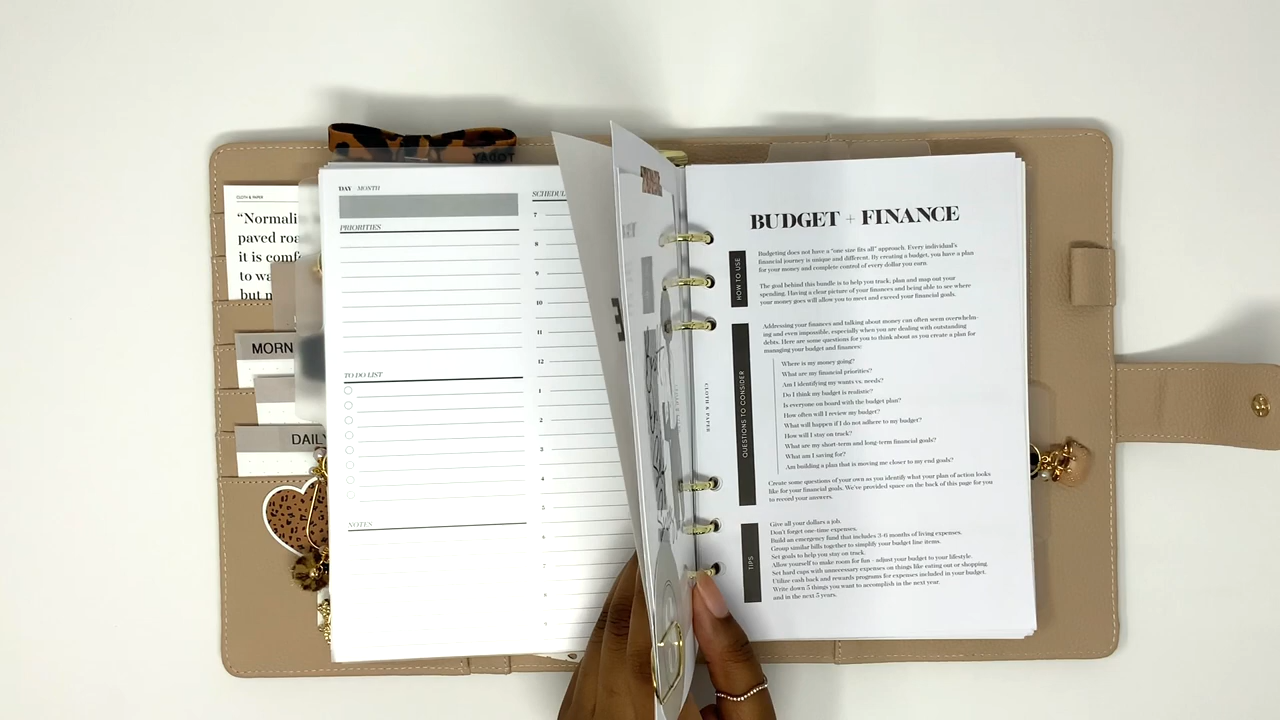 TODAY
CLOTH & PAPER
"Normali
paved roa
it is comf
to wa
but n
MORN
DAILY
DAY MONTH
PRIORITIES
TO DO LIST
NOTES
SCHEDUL
7
8
9
10
11
12
1
2
3
4
5
6
7
8
9
CLOTH & PAPER
BUDGET + FINANCE
HOW TO USE
Budgeting does not have a "one size fits all" approach. Every individual's
financial journey is unique and different. By creating a budget, you have a plan
for your money and complete control of every dollar you earn.
The goal behind this bundle is to help you track, plan and map out your
spending. Having a clear picture of your finances and being able to see where
your money goes will allow you to meet and exceed your financial goals.
QUESTIONS TO CONSIDER
Addressing your finances and talking about money can often seem overwhelm-
ing and even impossible, especially when you are dealing with outstanding
debts. Here are some questions for you to think about as you create a plan for
managing your budget and finances:
Where is my money going?
What are my financial priorities?
Am I identifying my wants vs. needs?
Do I think my budget is realistic?
Is everyone on board with the budget plan?
How often will I review my budget?
What will happen if I do not adhere to my budget?
How will I stay on track?
What are my short-term and long-term financial goals?
What am I saving for?
Am building a plan that is moving me closer to my end goals?
Create some questions of your own as you identify what your plan of action looks
like for your financial goals. We've provided space on the back of this page for you
to record your answers.
TIPS
Give all your dollars a job.
Don't forget one-time expenses.
Build an emergency fund that includes 3-6 months of living expenses.
Group similar bills together to simplify your budget line items.
Set goals to help you stay on track.
Allow yourself to make room for fun - adjust your budget to your lifestyle.
Set hard caps with unnecessary expenses on things like eating out or shopping.
Utilize cash back and rewards programs for expenses included in your budget.
Write down 5 things you want to accomplish in the next year.
and in the next 5 years.